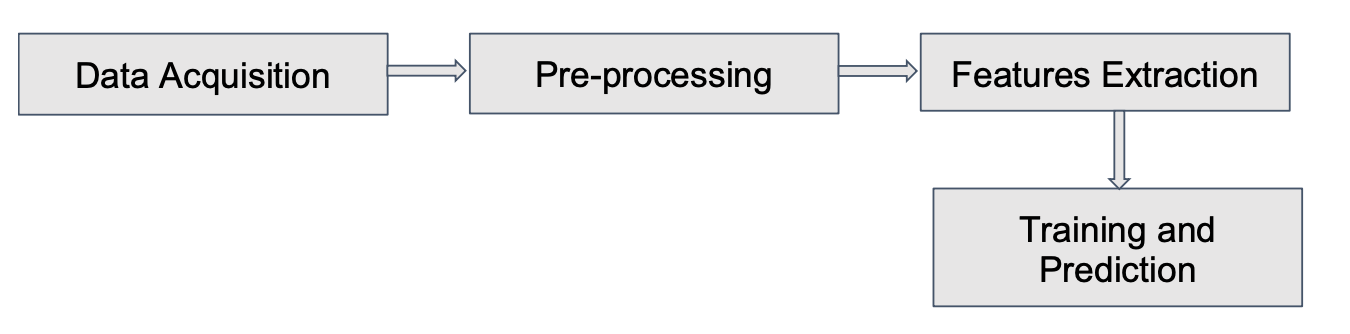 Data Acquisition
Pre-processing
Features Extraction
Training and
Prediction